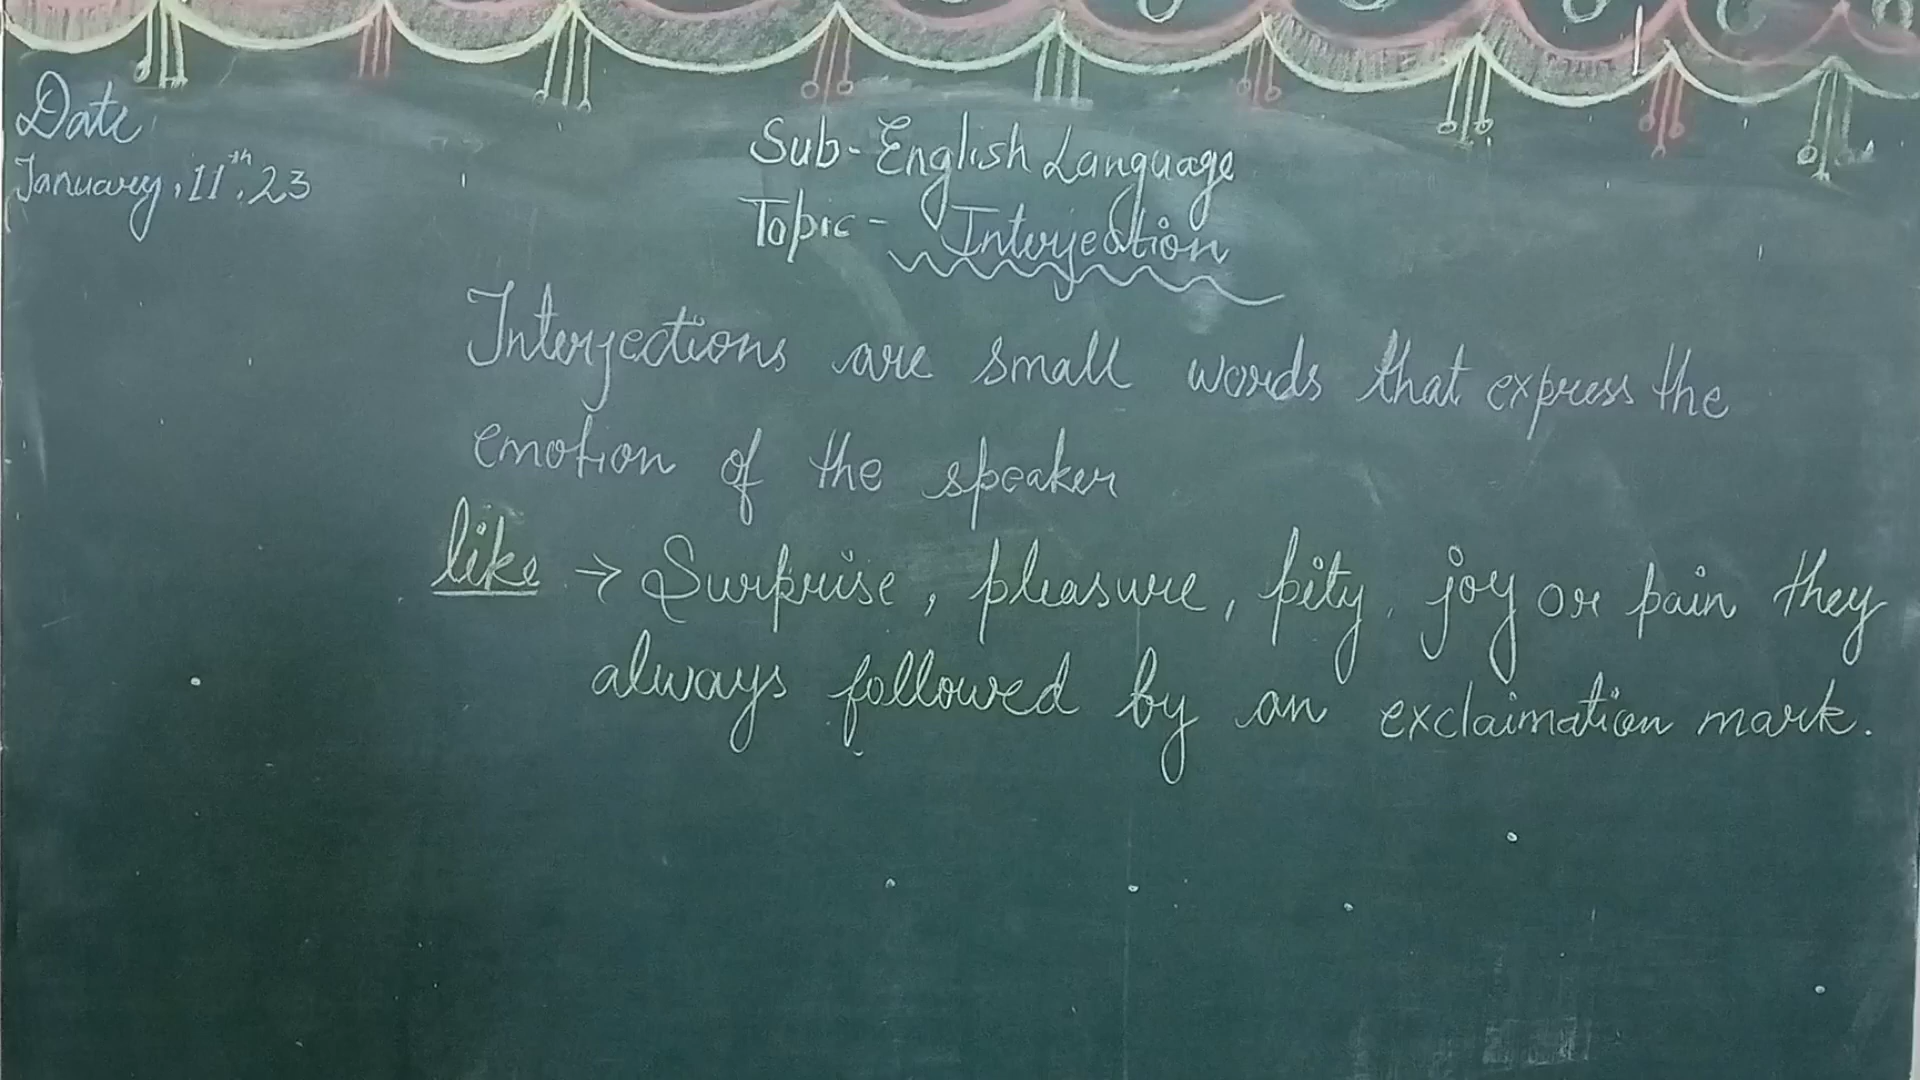 Date
January, 11th, 23
Sub- English Language
Topic- Interjection
Interjections are small words that express the
emotion of the speaker
like → Surprise, pleasure, pity, joy or pain they
always followed by an exclaimation mark.